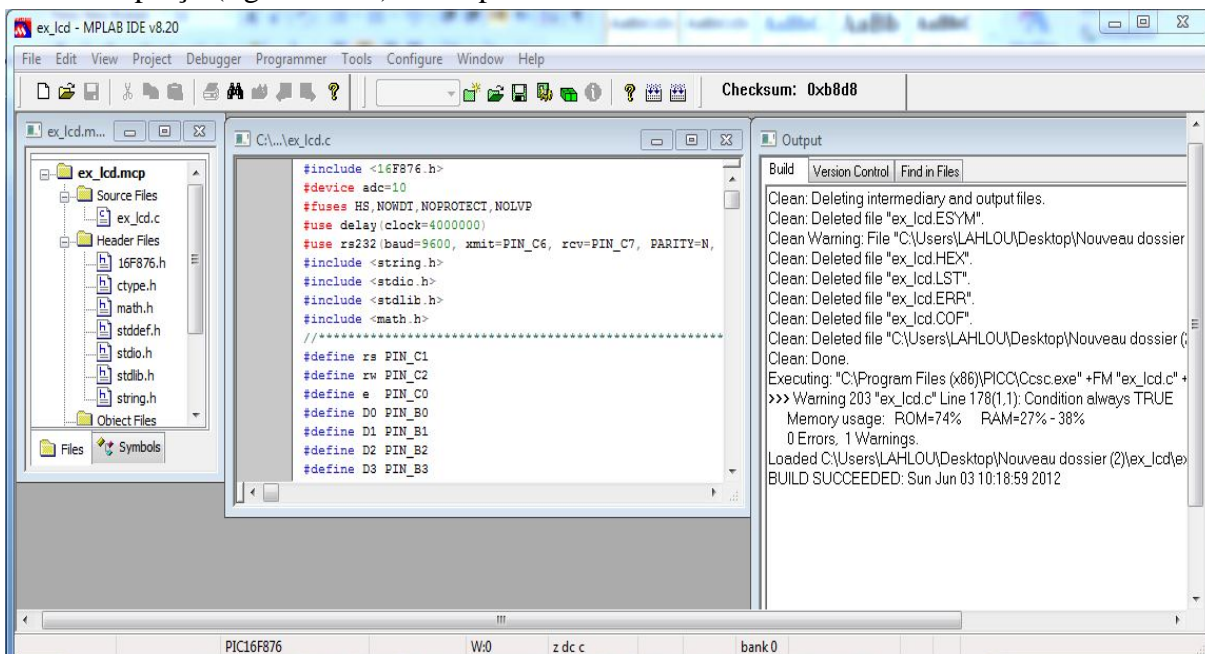 ex_lcd - MPLAB IDE v8.20
File Edit View Project Debugger Programmer Tools Configure Window Help
Checksum: 0xb8d8
ex_lcd.m...
ex_lcd.mcp
Source Files
ex_lcd.c
Header Files
16F876.h
ctype.h
math.h
stddef.h
stdio.h
stdlib.h
string.h
Object Files
Files Symbols
C:\...\ex_lcd.c
#include <16F876.h>
#device adc=10
#fuses HS,NOWDT,NOPROTECT,NOLVP
#use delay(clock=4000000)
#use rs232(baud=9600, xmit=PIN_C6, rcv=PIN_C7, PARITY=N,
#include <string.h>
#include <stdio.h>
#include <stdlib.h>
#include <math.h>
#define rs PIN_C1
#define rw PIN_C2
#define e PIN_C0
#define D0 PIN_B0
#define D1 PIN_B1
#define D2 PIN_B2
#define D3 PIN_B3
Output
Build Version Control Find in Files
Clean: Deleting intermediary and output files.
Clean: Deleted file "ex_lcd.ESYM".
Clean Warning: File "C:\Users\LAHLOU\Desktop\Nouveau dossier
Clean: Deleted file "ex_lcd.HEX".
Clean: Deleted file "ex_lcd.LST".
Clean: Deleted file "ex_lcd.ERR".
Clean: Deleted file "ex_lcd.COF".
Clean: Deleted file "C:\Users\LAHLOU\Desktop\Nouveau dossier (
Clean: Done.
Executing: "C:\Program Files (x86)\PICC\Ccsc.exe" +FM "ex_lcd.c" +
>>> Warning 203 "ex_lcd.c" Line 178(1,1): Condition always TRUE
Memory usage: ROM=74% RAM=27% - 38%
0 Errors, 1 Warnings.
Loaded C:\Users\LAHLOU\Desktop\Nouveau dossier (2)\ex_lcd\ex
BUILD SUCCEEDED: Sun Jun 03 10:18:59 2012
PIC16F876 W:0 z dc c bank 0